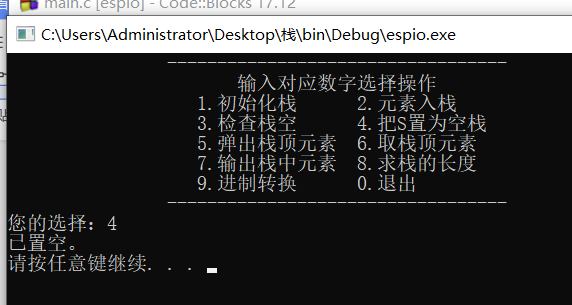 main.c [espio] - Code::Blocks 17.12
C:\Users\Administrator\Desktop\栈\bin\Debug\espio.exe
----------------------------------
输入对应数字选择操作
1.初始化栈 2.元素入栈
3.检查栈空 4.把S置为空栈
5.弹出栈顶元素 6.取栈顶元素
7.输出栈中元素 8.求栈的长度
9.进制转换 0.退出
----------------------------------
您的选择：4
已置空。
请按任意键继续. . .